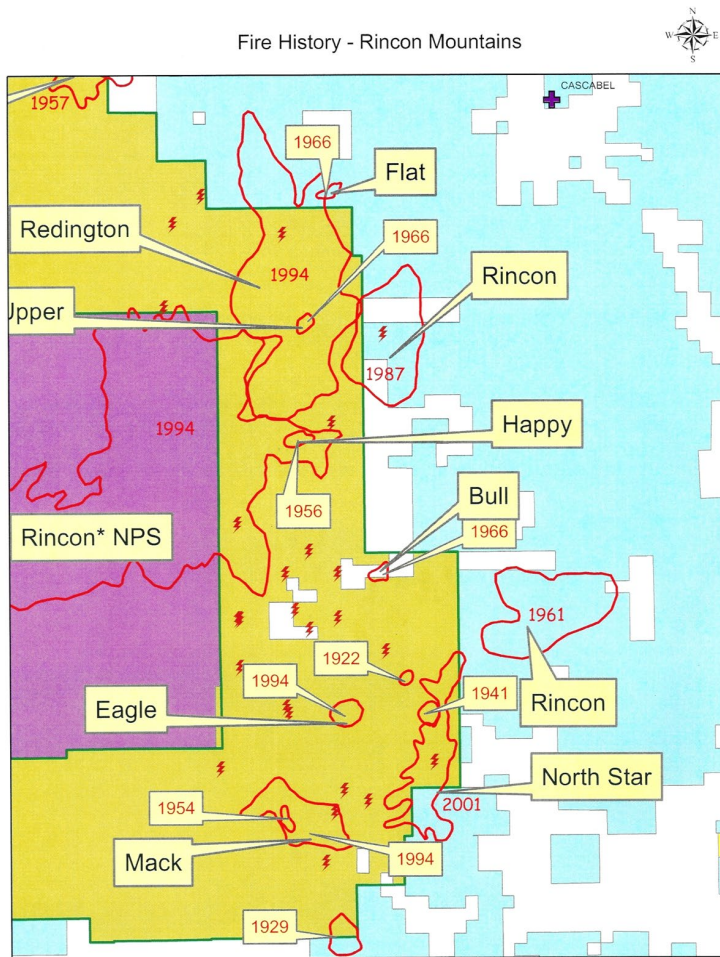 Fire History - Rincon Mountains
N
W E
S
CASCABEL
1957
1966
Flat
Redington
1966
1994
Rincon
Upper
1987
1994
Happy
1956
Bull
1966
Rincon* NPS
1961
1922
1994
1941
Eagle
Rincon
North Star
2001
1954
Mack
1994
1929